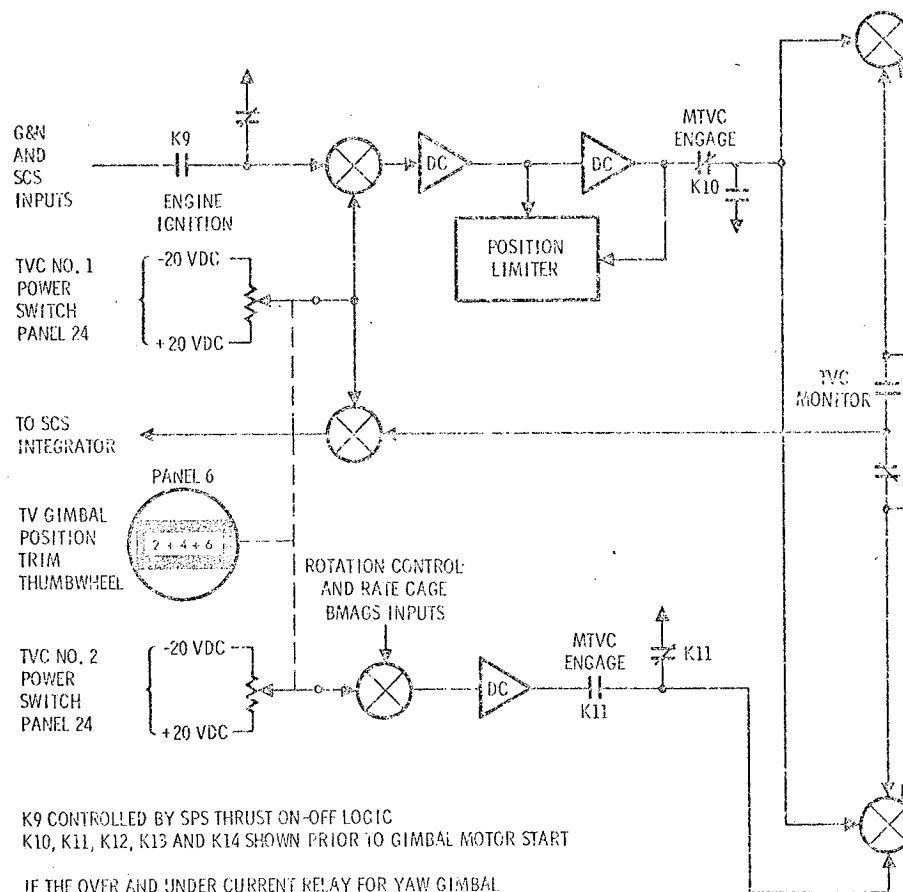 G&N
AND
SCS
INPUTS
K9
ENGINE
IGNITION
DC
DC
MTVC
ENGAGE
K10
POSITION
LIMITER
TVC NO. 1
POWER
SWITCH
PANEL 24
-20 VDC
+20 VDC
TVC
MONITOR
TO SCS
INTEGRATOR
PANEL 6
TV GIMBAL
POSITION
TRIM
THUMBWHEEL
2 + 4 + 6
ROTATION CONTROL
AND RATE CAGE
BMAGS INPUTS
TVC NO. 2
POWER
SWITCH
PANEL 24
-20 VDC
+20 VDC
DC
MTVC
ENGAGE
K11
K11
K9 CONTROLLED BY SPS THRUST ON-OFF LOGIC
K10, K11, K12, K13 AND K14 SHOWN PRIOR TO GIMBAL MOTOR START
IF THE OVER AND UNDER CURRENT RELAY FOR YAW GIMBAL